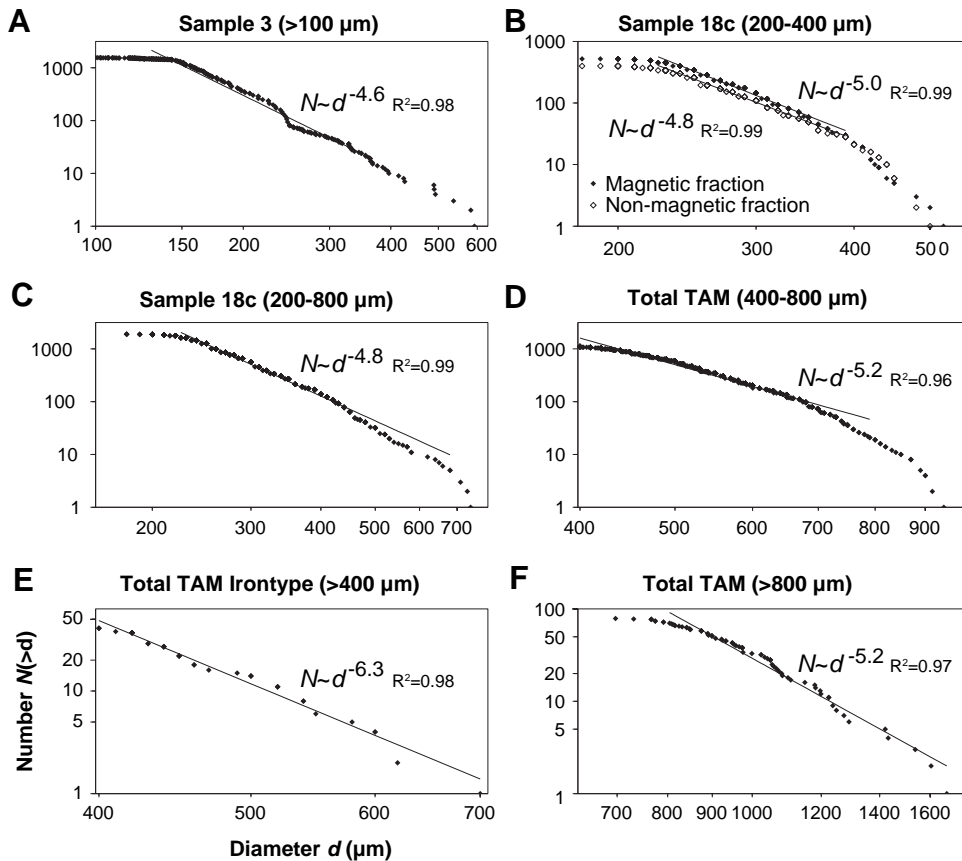 A
Sample 3 (>100 µm)
1000
100
10
1
100 150 200 300 400 500 600
N~d -4.6 R²=0.98
B
Sample 18c (200-400 µm)
1000
100
10
1
200 300 400 500
N~d -5.0 R²=0.99
N~d -4.8 R²=0.99
Magnetic fraction
Non-magnetic fraction
C
Sample 18c (200-800 µm)
1000
100
10
1
200 300 400 500 600 700
N~d -4.8 R²=0.99
D
Total TAM (400-800 µm)
1000
100
10
1
400 500 600 700 800 900
N~d -5.2 R²=0.96
E
Total TAM Irontype (>400 µm)
50
20
10
5
1
400 500 600 700
N~d -6.3 R²=0.98
Number N(>d)
Diameter d (µm)
F
Total TAM (>800 µm)
100
50
20
10
5
1
700 900 1000 1200 1400 1600
N~d -5.2 R²=0.97